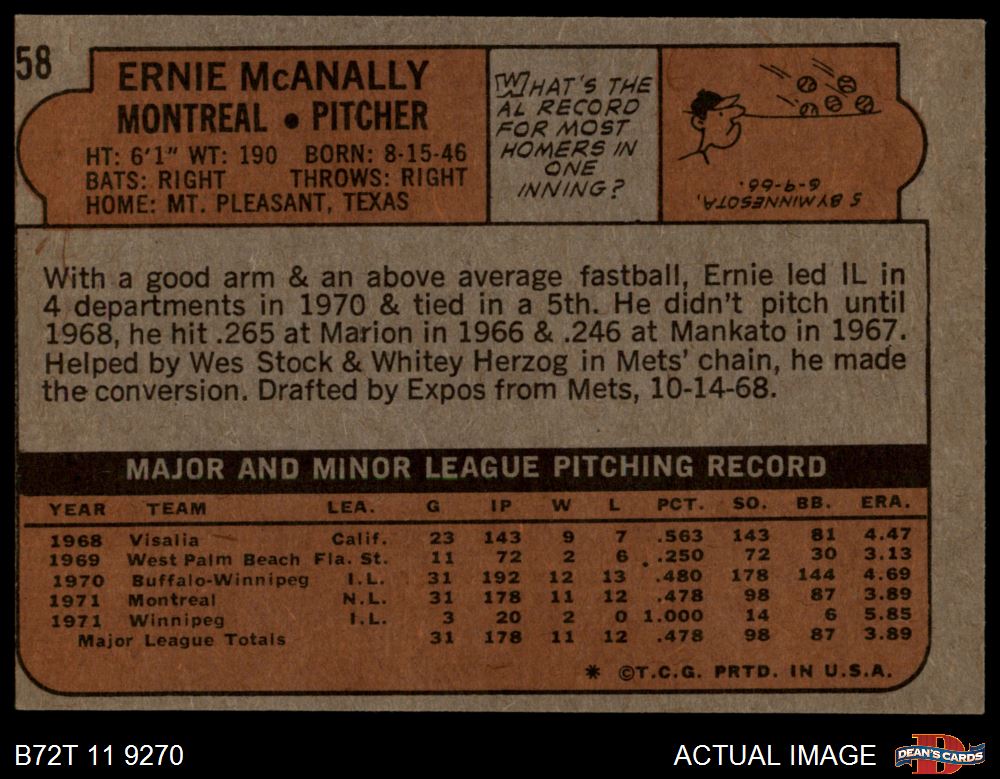 58
ERNIE McANALLY
MONTREAL • PITCHER
HT: 6'1" WT: 190 BORN: 8-15-46
BATS: RIGHT THROWS: RIGHT
HOME: MT. PLEASANT, TEXAS
WHAT'S THE
AL RECORD
FOR MOST
HOMERS IN
ONE
INNING?
5 BY MINNESOTA,
6-9-66.
With a good arm & an above average fastball, Ernie led IL in
4 departments in 1970 & tied in a 5th. He didn't pitch until
1968, he hit .265 at Marion in 1966 & .246 at Mankato in 1967.
Helped by Wes Stock & Whitey Herzog in Mets' chain, he made
the conversion. Drafted by Expos from Mets, 10-14-68.
MAJOR AND MINOR LEAGUE PITCHING RECORD
YEAR TEAM LEA. G IP W L PCT. SO. BB. ERA.
1968 Visalia Calif. 23 143 9 7 .563 143 81 4.47
1969 West Palm Beach Fla. St. 11 72 2 6 .250 72 30 3.13
1970 Buffalo-Winnipeg I.L. 31 192 12 13 .480 178 144 4.69
1971 Montreal N.L. 31 178 11 12 .478 98 87 3.89
1971 Winnipeg I.L. 3 20 2 0 1.000 14 6 5.85
Major League Totals 31 178 11 12 .478 98 87 3.89
* ©T.C.G. PRTD. IN U.S.A.
B72T 11 9270
ACTUAL IMAGE
DEAN'S CARDS